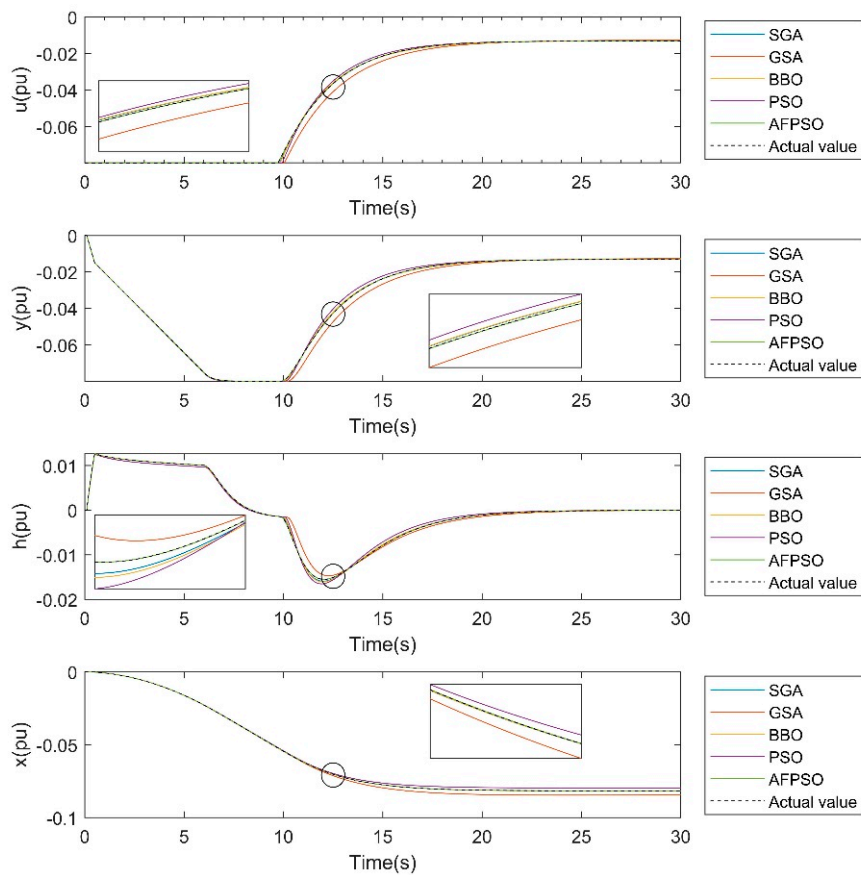 u(pu)
-0.02
-0.04
-0.06
0 5 10 15 20 25 30
Time(s)
SGA
GSA
BBO
PSO
AFPSO
Actual value
y(pu)
0
-0.02
-0.04
-0.06
0 5 10 15 20 25 30
Time(s)
SGA
GSA
BBO
PSO
AFPSO
Actual value
h(pu)
0.01
0
-0.01
-0.02
0 5 10 15 20 25 30
Time(s)
SGA
GSA
BBO
PSO
AFPSO
Actual value
x(pu)
0
-0.05
-0.1
0 5 10 15 20 25 30
Time(s)
SGA
GSA
BBO
PSO
AFPSO
Actual value